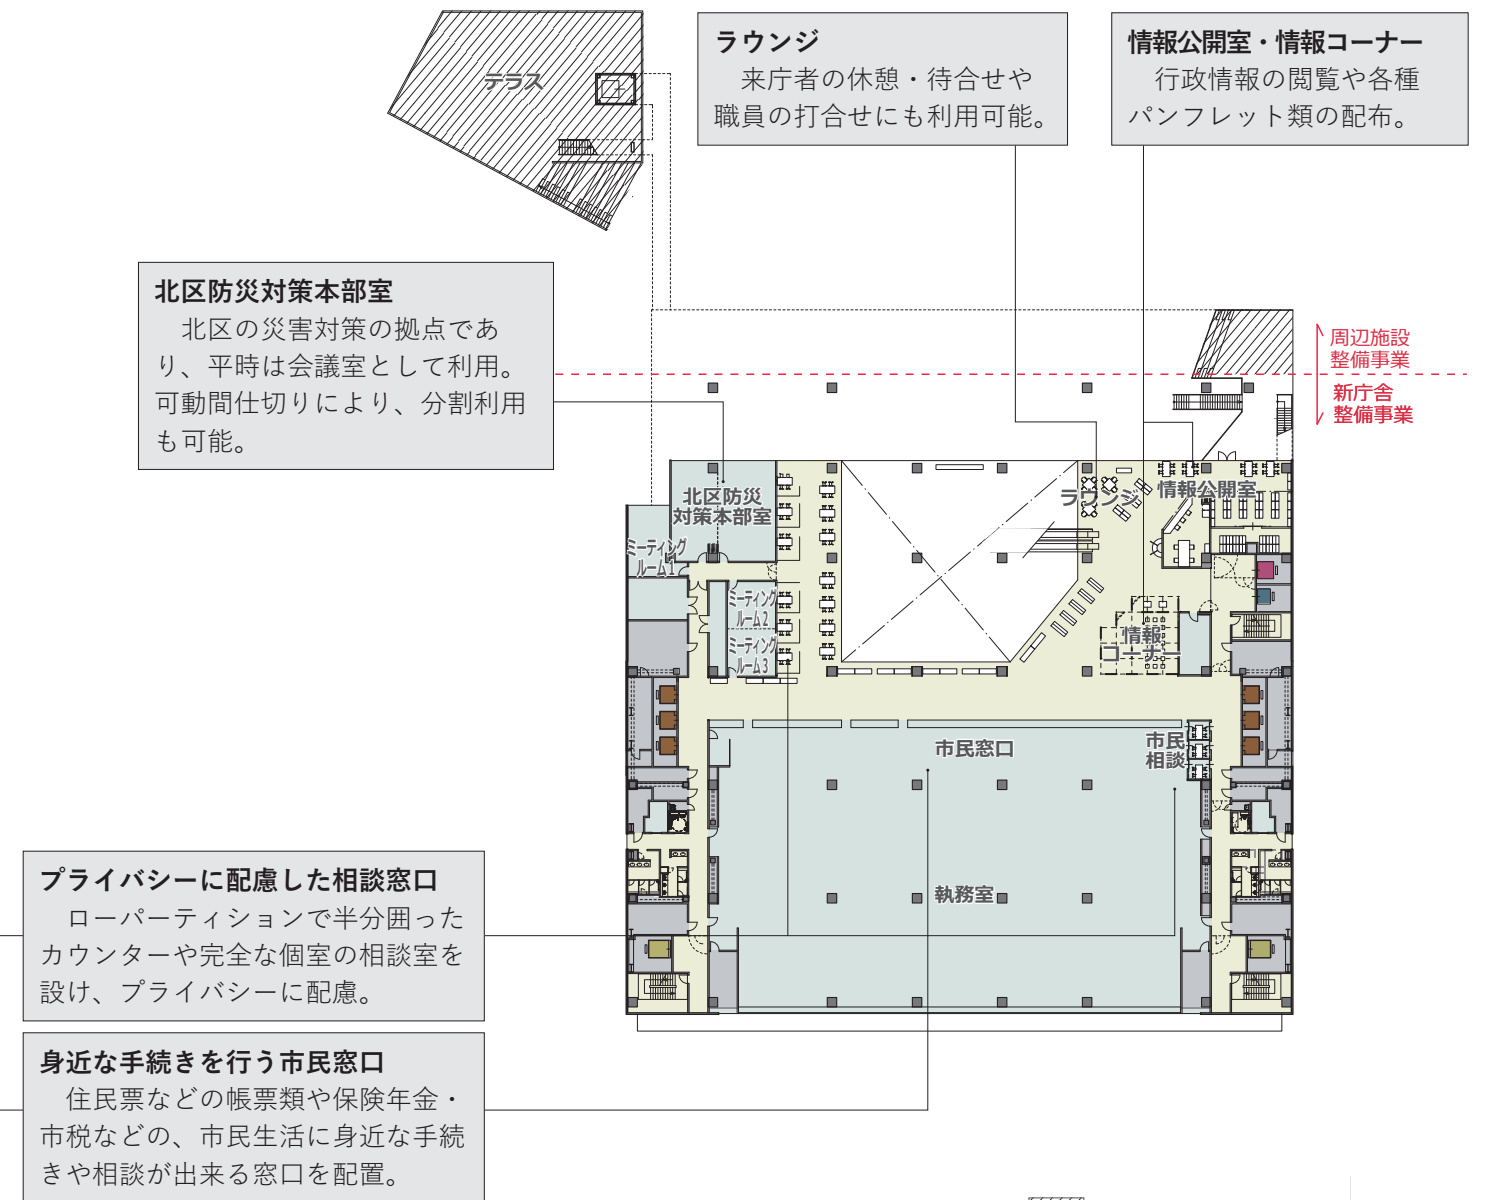 テラス
ラウンジ
来庁者の休憩・待合せや
職員の打合せにも利用可能。
情報公開室・情報コーナー
行政情報の閲覧や各種
パンフレット類の配布。
北区防災対策本部室
北区の災害対策の拠点であ
り、平時は会議室として利用。
可動間仕切りにより、分割利用
も可能。
周辺施設
整備事業
新庁舎
整備事業
北区防災
対策本部室
ラウンジ
情報公開室
ミーティング
ルーム1
ミーティング
ルーム2
ミーティング
ルーム3
情報
コーナー
市民窓口
市民
相談
執務室
プライバシーに配慮した相談窓口
ローパーティションで半分囲った
カウンターや完全な個室の相談室を
設け、プライバシーに配慮。
身近な手続きを行う市民窓口
住民票などの帳票類や保険年金・
市税などの、市民生活に身近な手続
きや相談が出来る窓口を配置。